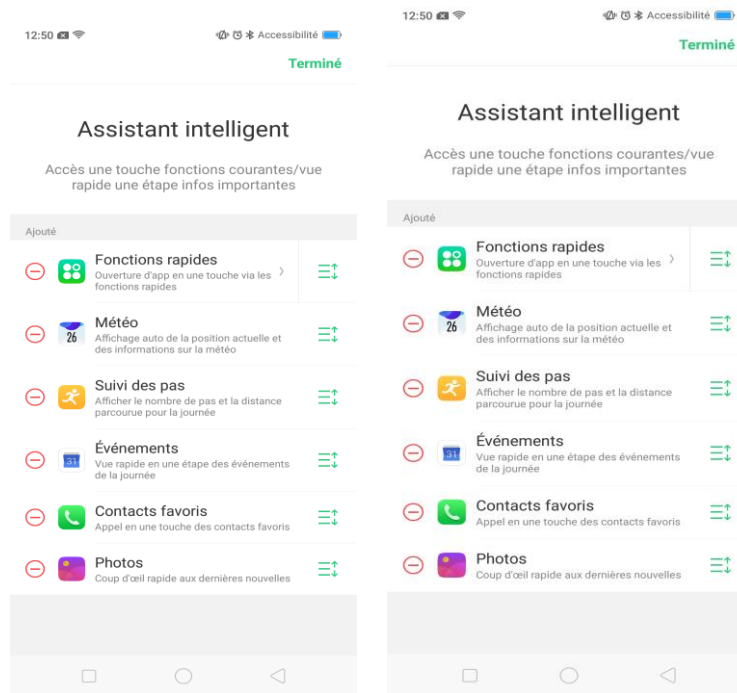 12:50
Accessibilité
Terminé
Assistant intelligent
Accès une touche fonctions courantes/vue
rapide une étape infos importantes
Ajouté
Fonctions rapides
Ouverture d'app en une touche via les
fonctions rapides
26
Météo
Affichage auto de la position actuelle et
des informations sur la météo
Suivi des pas
Afficher le nombre de pas et la distance
parcourue pour la journée
31
Événements
Vue rapide en une étape des événements
de la journée
Contacts favoris
Appel en une touche des contacts favoris
Photos
Coup d'œil rapide aux dernières nouvelles
12:50
Accessibilité
Terminé
Assistant intelligent
Accès une touche fonctions courantes/vue
rapide une étape infos importantes
Ajouté
Fonctions rapides
Ouverture d'app en une touche via les
fonctions rapides
26
Météo
Affichage auto de la position actuelle et
des informations sur la météo
Suivi des pas
Afficher le nombre de pas et la distance
parcourue pour la journée
31
Événements
Vue rapide en une étape des événements
de la journée
Contacts favoris
Appel en une touche des contacts favoris
Photos
Coup d'œil rapide aux dernières nouvelles